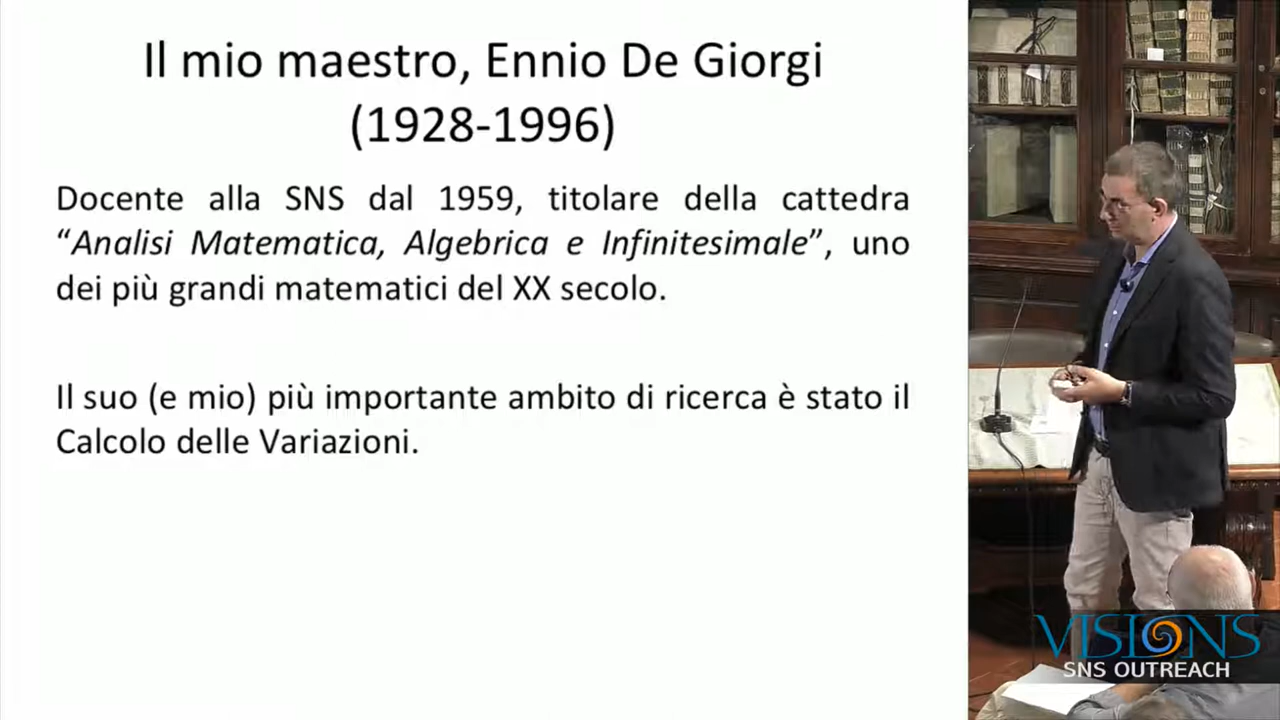 Il mio maestro, Ennio De Giorgi
(1928-1996)
Docente alla SNS dal 1959, titolare della cattedra
“Analisi Matematica, Algebrica e Infinitesimale”, uno
dei più grandi matematici del XX secolo.
Il suo (e mio) più importante ambito di ricerca è stato il
Calcolo delle Variazioni.
VISIONS
SNS OUTREACH